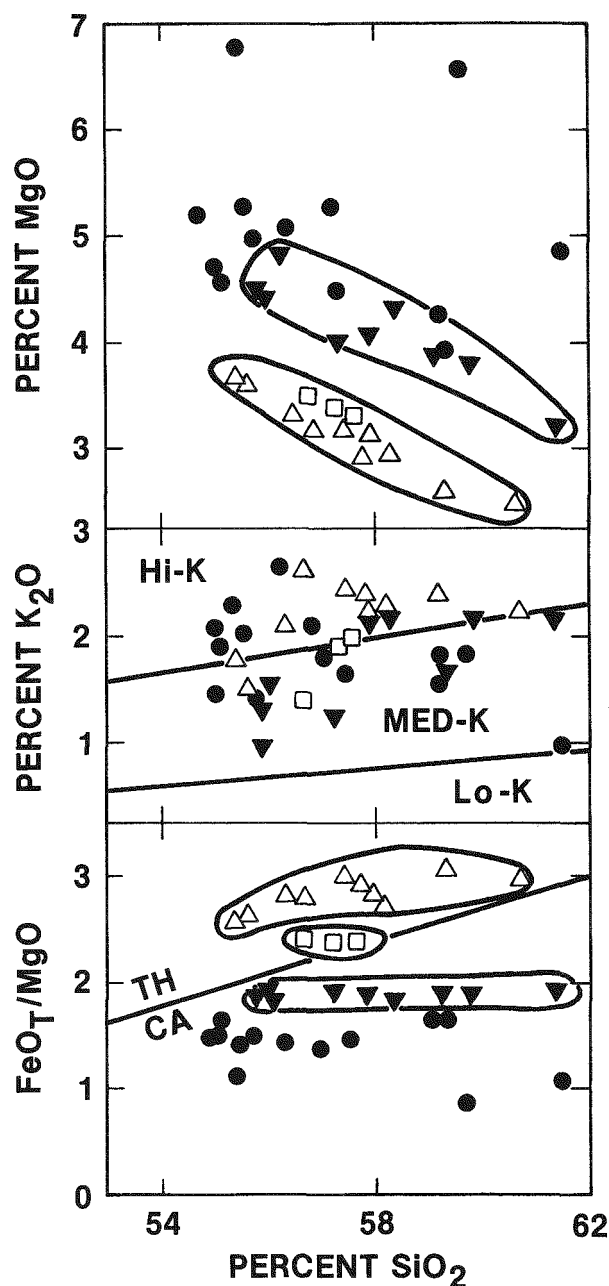 7
6
5
4
3
PERCENT MgO
3
2
1
PERCENT K2O
Hi-K
MED-K
Lo-K
3
2
1
0
FeOT/MgO
TH
CA
54
58
62
PERCENT SiO2